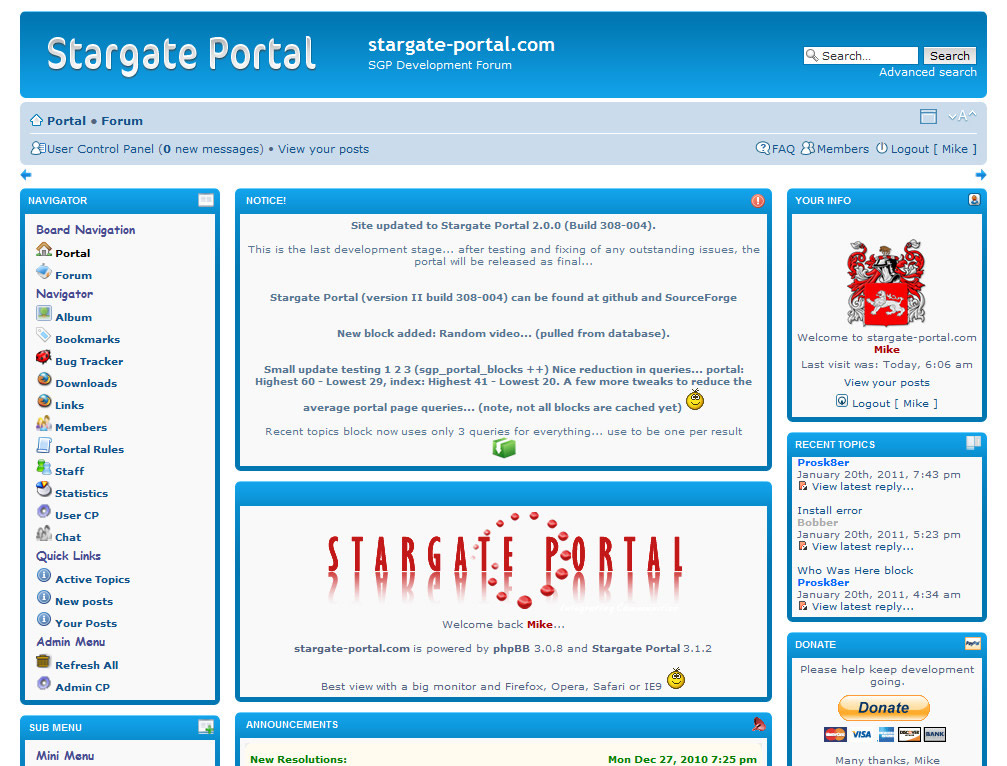 Stargate Portal
stargate-portal.com
SGP Development Forum
Search...
Search
Advanced search
Portal • Forum
A
User Control Panel (0 new messages) • View your posts
FAQ Members Logout [ Mike ]
NAVIGATOR
Board Navigation
Portal
Forum
Navigator
Album
Bookmarks
Bug Tracker
Downloads
Links
Members
Portal Rules
Staff
Statistics
User CP
Chat
Quick Links
Active Topics
New posts
Your Posts
Admin Menu
Refresh All
Admin CP
SUB MENU
Mini Menu
NOTICE!
Site updated to Stargate Portal 2.0.0 (Build 308-004).
This is the last development stage... after testing and fixing of any outstanding issues, the
portal will be released as final...
Stargate Portal (version II build 308-004) can be found at github and SourceForge
New block added: Random video... (pulled from database).
Small update testing 1 2 3 (sgp_portal_blocks ++) Nice reduction in queries... portal:
Highest 60 - Lowest 29, index: Highest 41 - Lowest 20. A few more tweaks to reduce the
average portal page queries... (note, not all blocks are cached yet)
Recent topics block now uses only 3 queries for everything... use to be one per result
STARGATE PORTAL
Welcome back Mike...
stargate-portal.com is powered by phpBB 3.0.8 and Stargate Portal 3.1.2
Best view with a big monitor and Firefox, Opera, Safari or IE9
ANNOUNCEMENTS
New Resolutions:
Mon Dec 27, 2010 7:25 pm
YOUR INFO
Welcome to stargate-portal.com
Mike
Last visit was: Today, 6:06 am
View your posts
Logout [ Mike ]
RECENT TOPICS
Prosk8er
January 20th, 2011, 7:43 pm
View latest reply...
Install error
Bobber
January 20th, 2011, 5:23 pm
View latest reply...
Who Was Here block
Prosk8er
January 20th, 2011, 4:34 am
View latest reply...
DONATE
PayPal
Please help keep development
going.
Donate
VISA
BANK
Many thanks, Mike